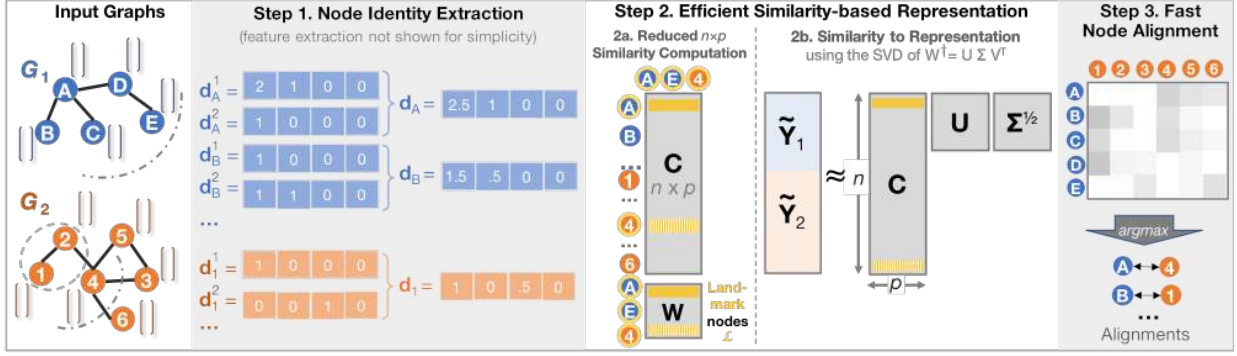 Input Graphs
G1
A
D
B
C
E
G2
2
5
1
4
3
6
Step 1. Node Identity Extraction
(feature extraction not shown for simplicity)
d_A^1 = 2 1 0 0
d_A^2 = 1 0 0 0
d_A = 2.5 1 0 0
d_B^1 = 1 0 0 0
d_B^2 = 1 1 0 0
d_B = 1.5 .5 0 0
...
d_1^1 = 1 0 0 0
d_1^2 = 0 0 1 0
d_1 = 1 0 .5 0
...
Step 2. Efficient Similarity-based Representation
2a. Reduced n×p
Similarity Computation
A E 4
A
B
...
1
...
4
...
6
C
n x p
A
E
4
W
Land-
mark
nodes
ℒ
2b. Similarity to Representation
using the SVD of W† = U Σ Vᵀ
Ỹ1
Ỹ2
≈
n
C
p
U
Σ^{1/2}
Step 3. Fast
Node Alignment
1 2 3 4 5 6
A
B
C
D
E
argmax
A ↔ 4
B ↔ 1
...
Alignments